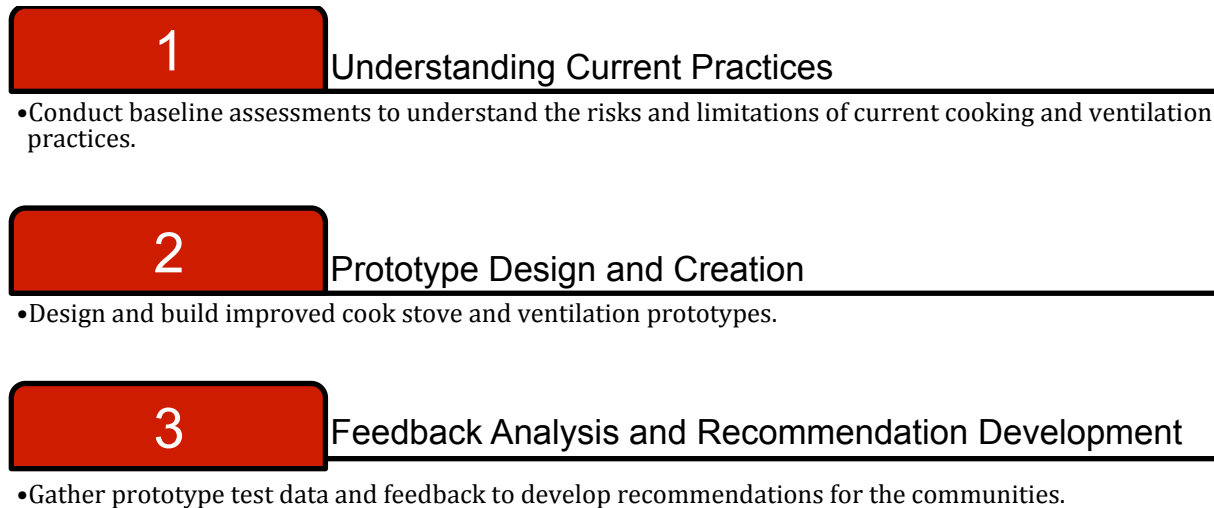 1
Understanding Current Practices
•Conduct baseline assessments to understand the risks and limitations of current cooking and ventilation
practices.
2
Prototype Design and Creation
•Design and build improved cook stove and ventilation prototypes.
3
Feedback Analysis and Recommendation Development
•Gather prototype test data and feedback to develop recommendations for the communities.